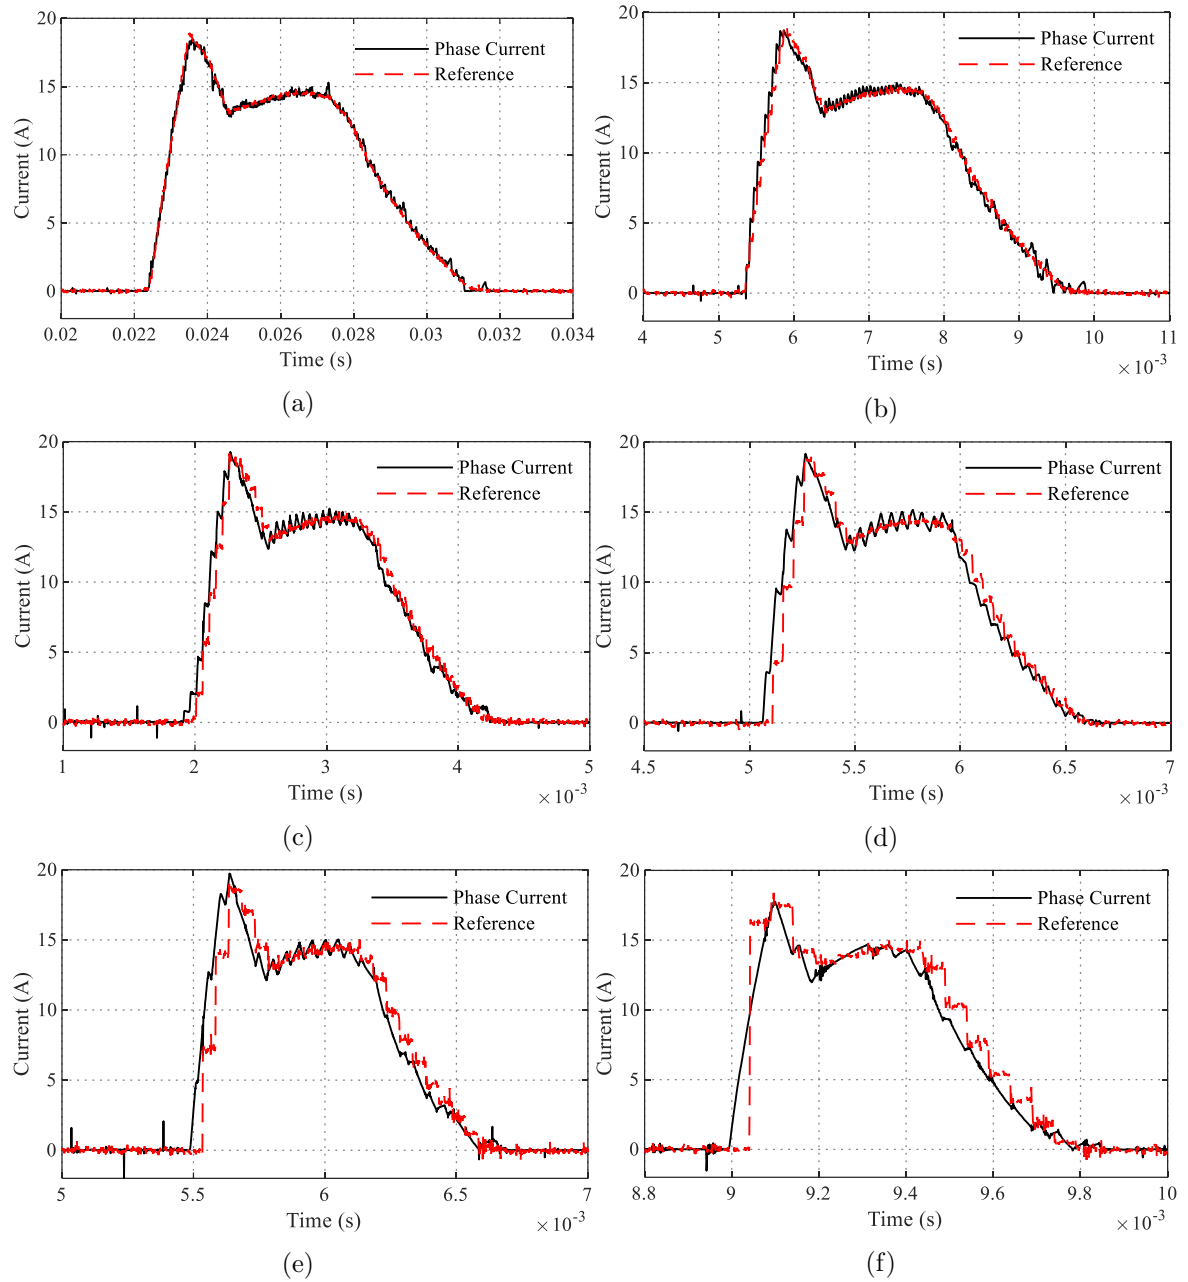 20
15
10
5
0
Current (A)
Phase Current
Reference
0.02 0.022 0.024 0.026 0.028 0.03 0.032 0.034
Time (s)
(a)
20
15
10
5
0
Current (A)
Phase Current
Reference
4 5 6 7 8 9 10 11
Time (s)
×10⁻³
(b)
20
15
10
5
0
Current (A)
Phase Current
Reference
1 2 3 4 5
Time (s)
×10⁻³
(c)
20
15
10
5
0
Current (A)
Phase Current
Reference
4.5 5 5.5 6 6.5 7
Time (s)
×10⁻³
(d)
20
15
10
5
0
Current (A)
Phase Current
Reference
5 5.5 6 6.5 7
Time (s)
×10⁻³
(e)
20
15
10
5
0
Current (A)
Phase Current
Reference
8.8 9 9.2 9.4 9.6 9.8 10
Time (s)
×10⁻³
(f)